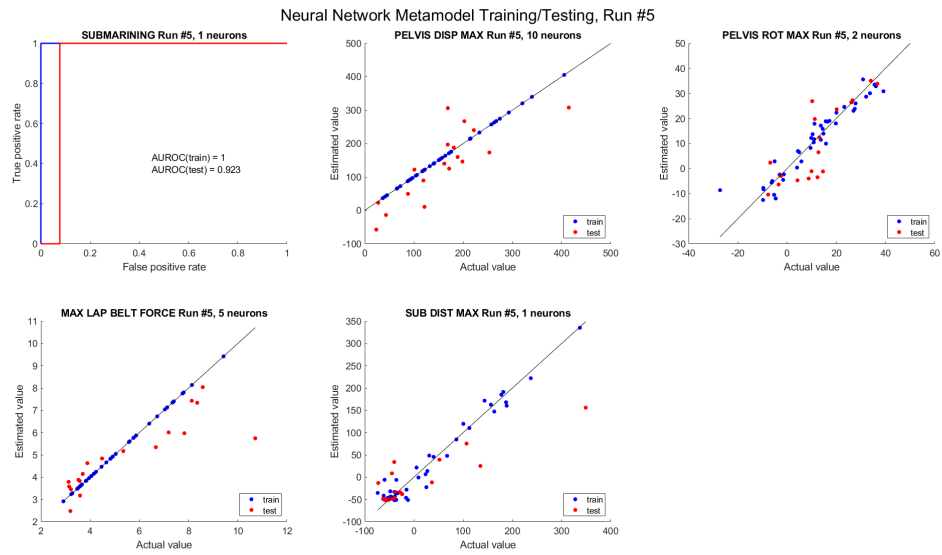 Neural Network Metamodel Training/Testing, Run #5
SUBMARINING Run #5, 1 neurons
True positive rate
1
0.8
0.6
0.4
0.2
0
AUROC(train) = 1
AUROC(test) = 0.923
0 0.2 0.4 0.6 0.8 1
False positive rate
PELVIS DISP MAX Run #5, 10 neurons
Estimated value
500
400
300
200
100
0
-100
train
test
0 100 200 300 400 500
Actual value
PELVIS ROT MAX Run #5, 2 neurons
Estimated value
50
40
30
20
10
0
-10
-20
-30
train
test
-40 -20 0 20 40 60
Actual value
MAX LAP BELT FORCE Run #5, 5 neurons
Estimated value
11
10
9
8
7
6
5
4
3
2
train
test
2 4 6 8 10 12
Actual value
SUB DIST MAX Run #5, 1 neurons
Estimated value
350
300
250
200
150
100
50
0
-50
-100
train
test
-100 0 100 200 300 400
Actual value